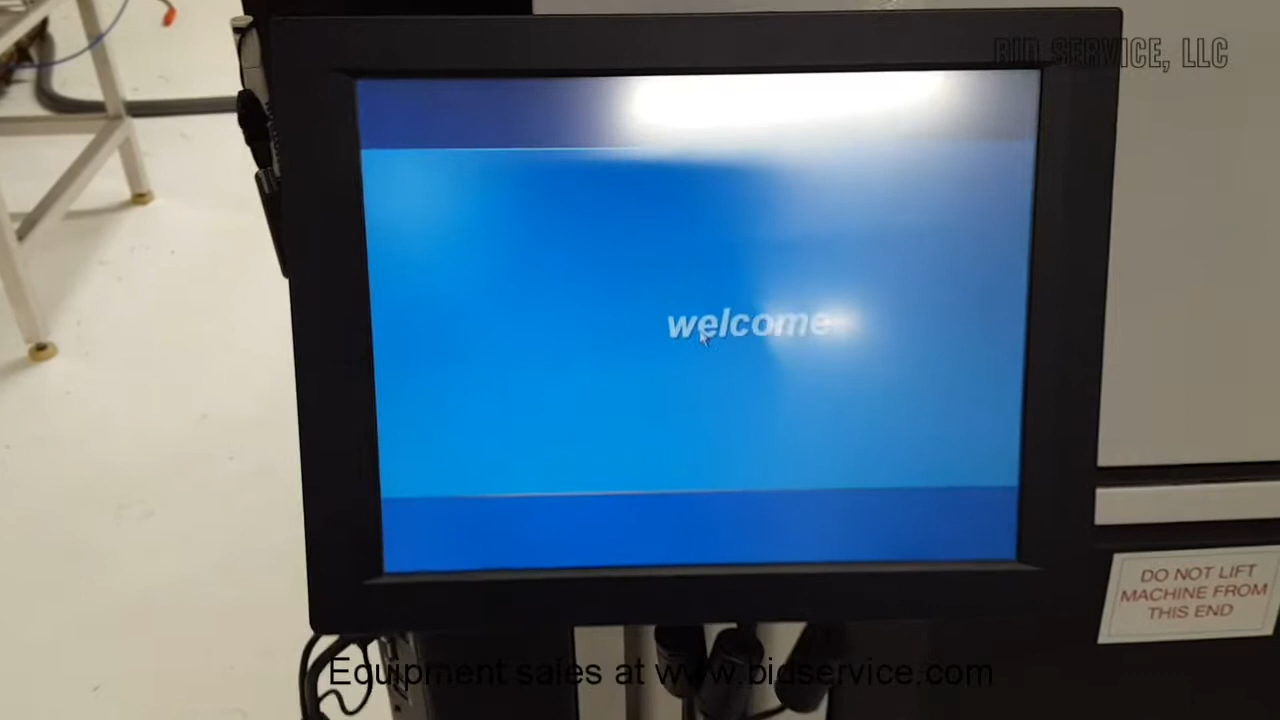 BID SERVICE, LLC
welcome
DO NOT LIFT
MACHINE FROM
THIS END
Equipment sales at www.bidservice.com